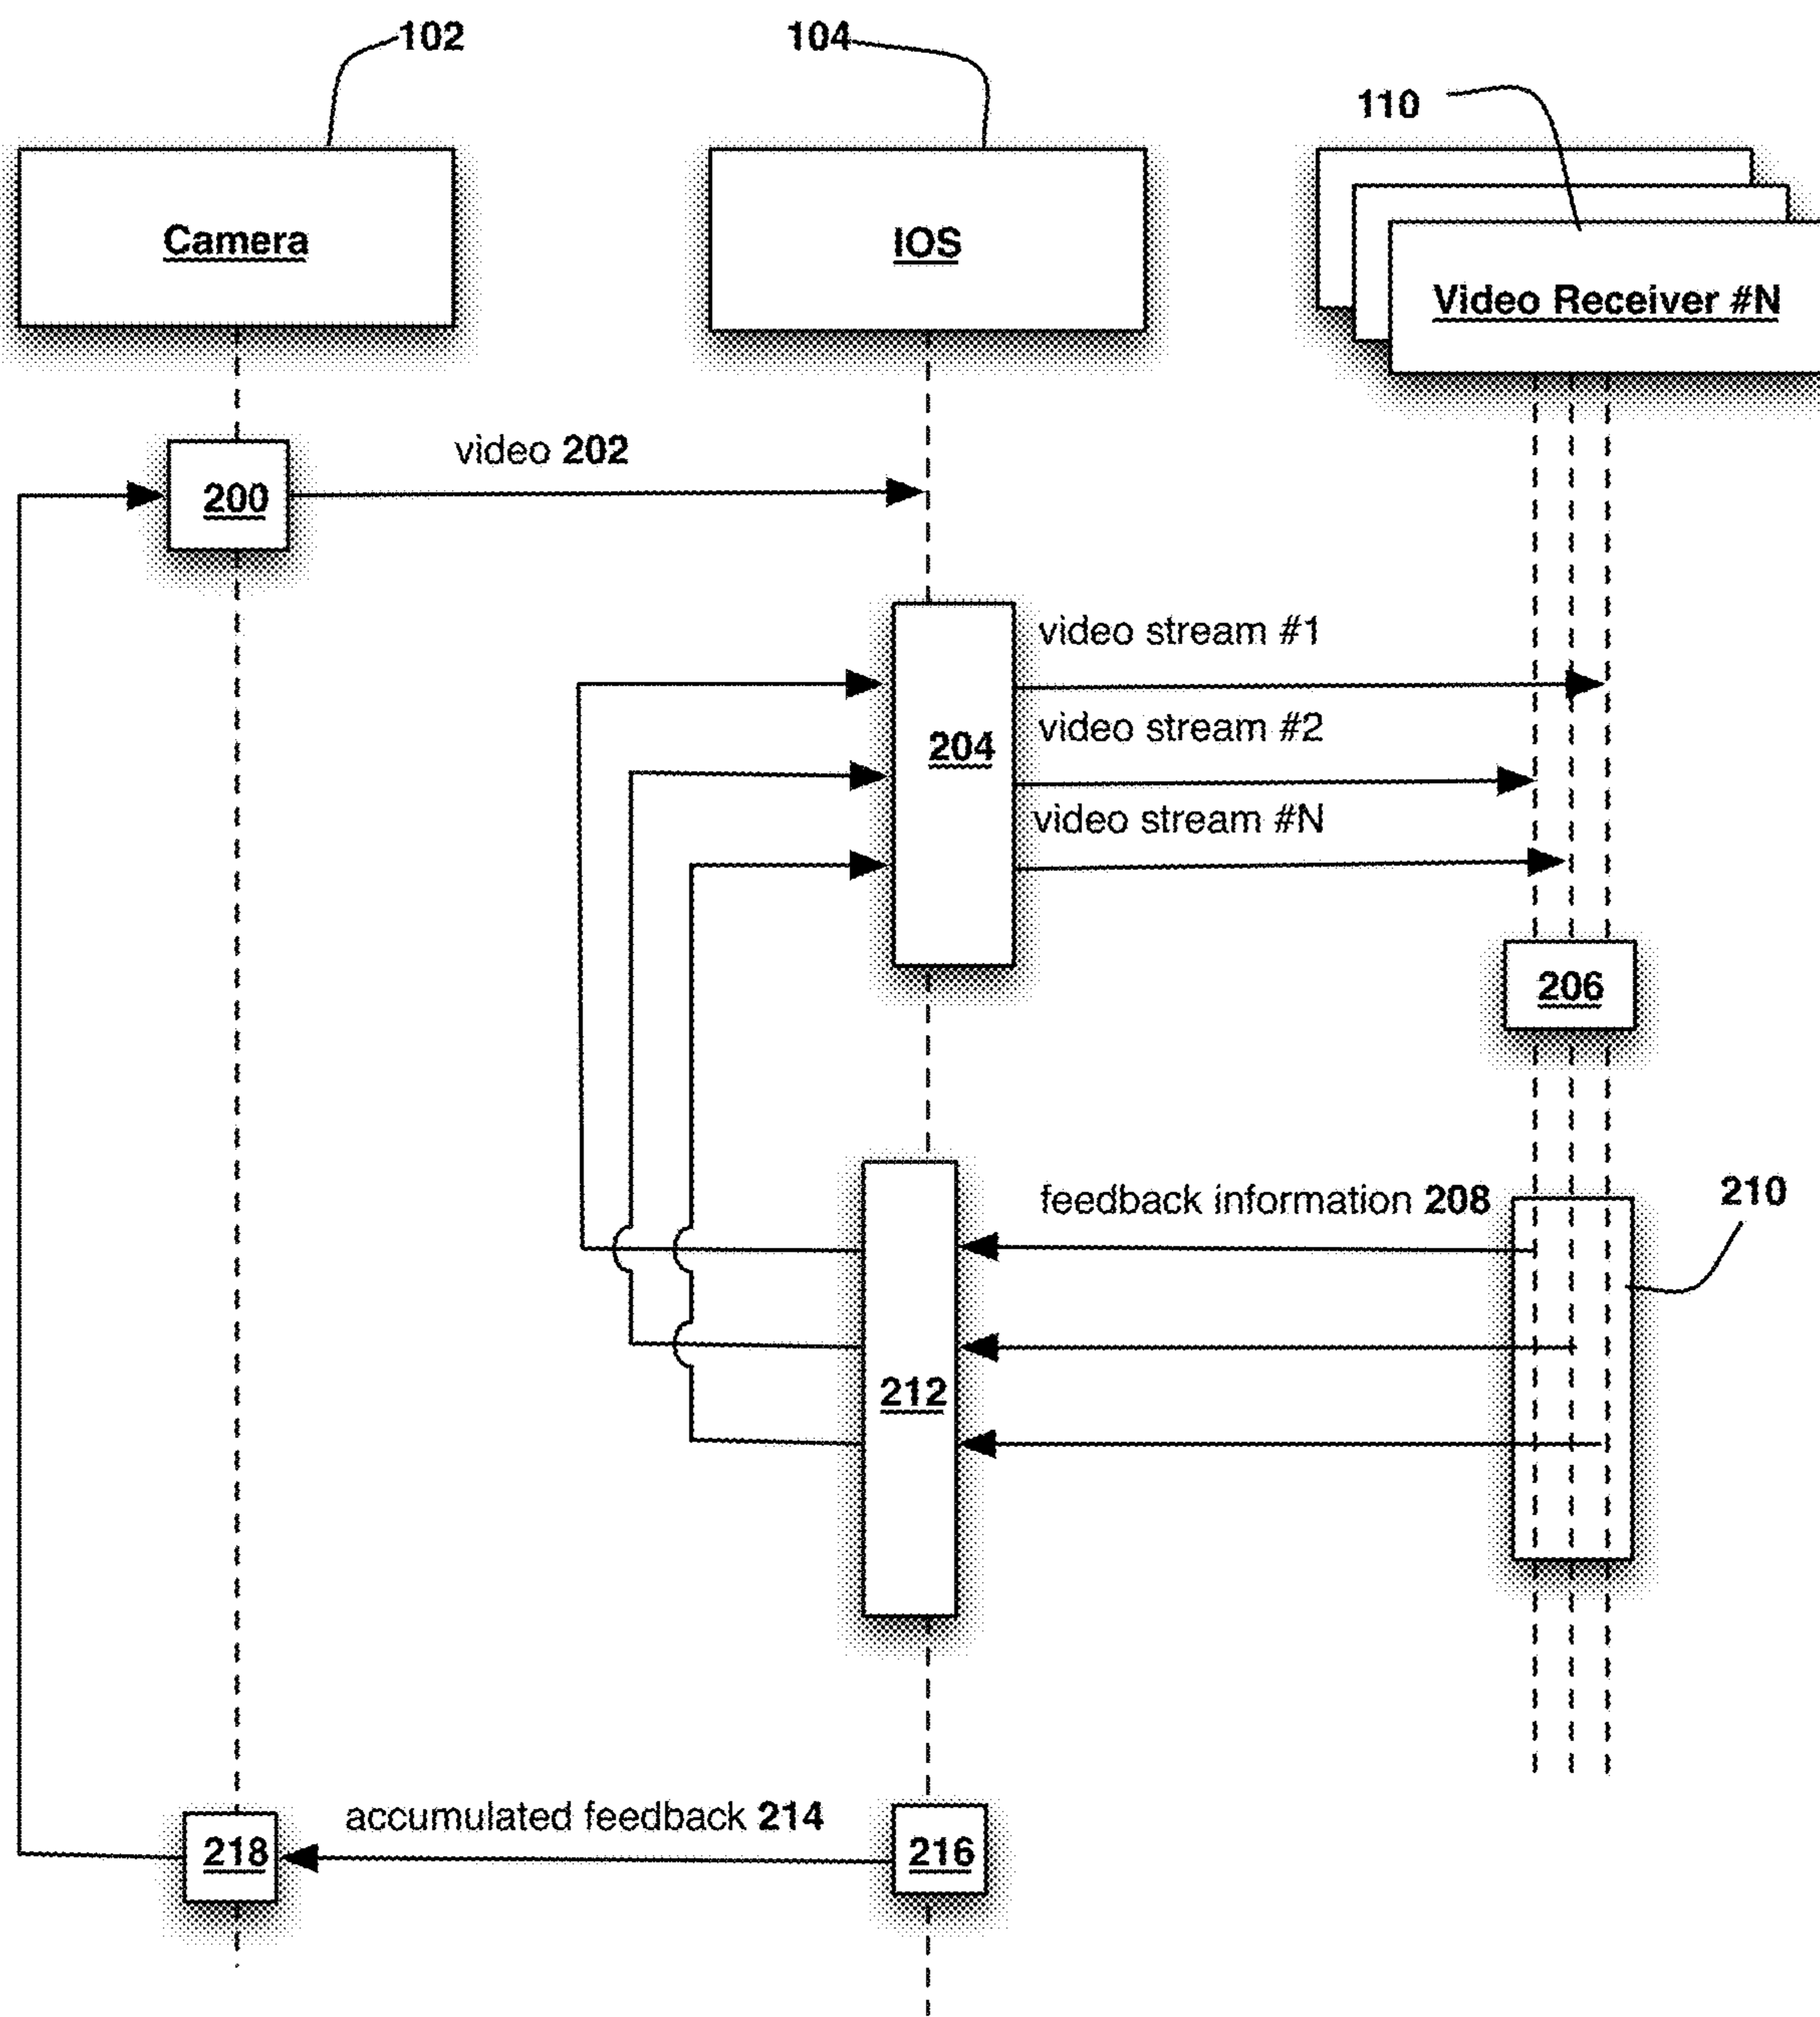 102
104
110
Camera
IOS
Video Receiver #N
video 202
200
video stream #1
video stream #2
204
video stream #N
206
feedback information 208
210
212
accumulated feedback 214
218
216